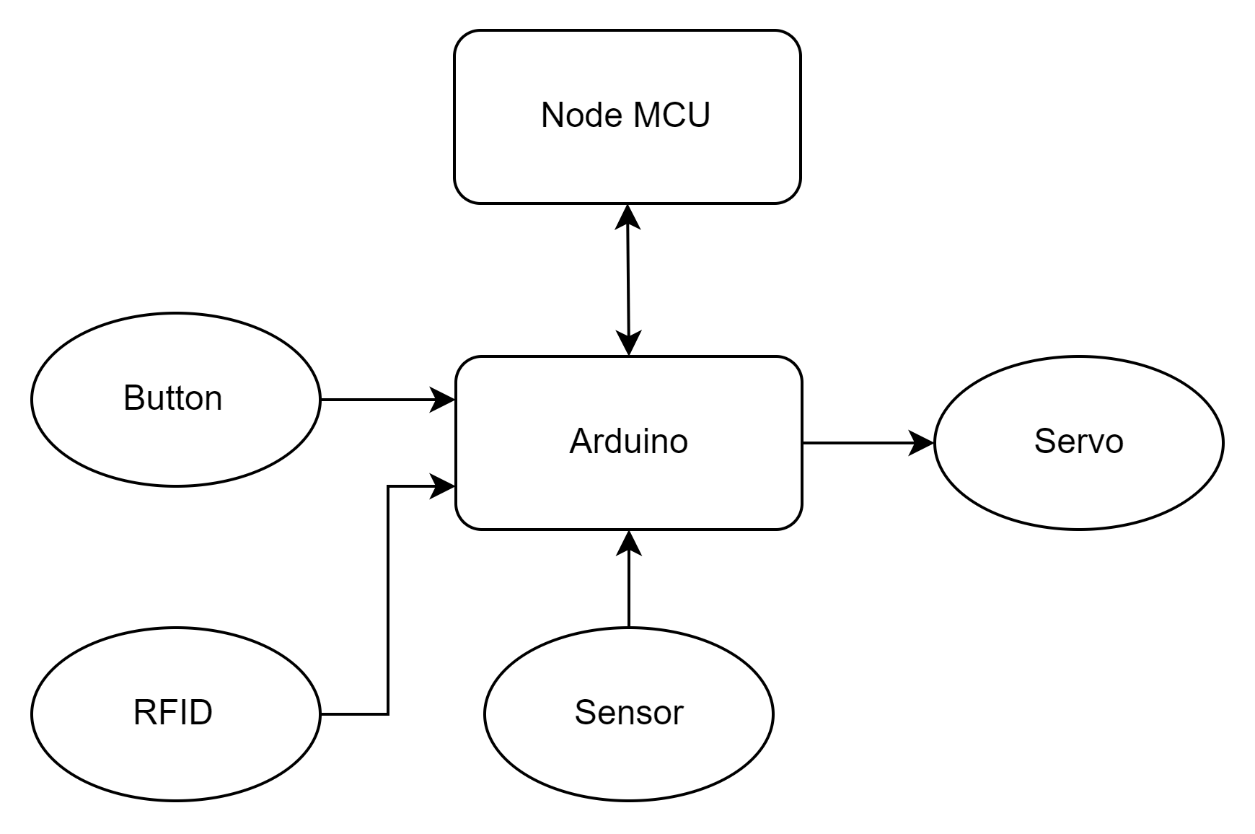 Node MCU
Button
Arduino
Servo
RFID
Sensor